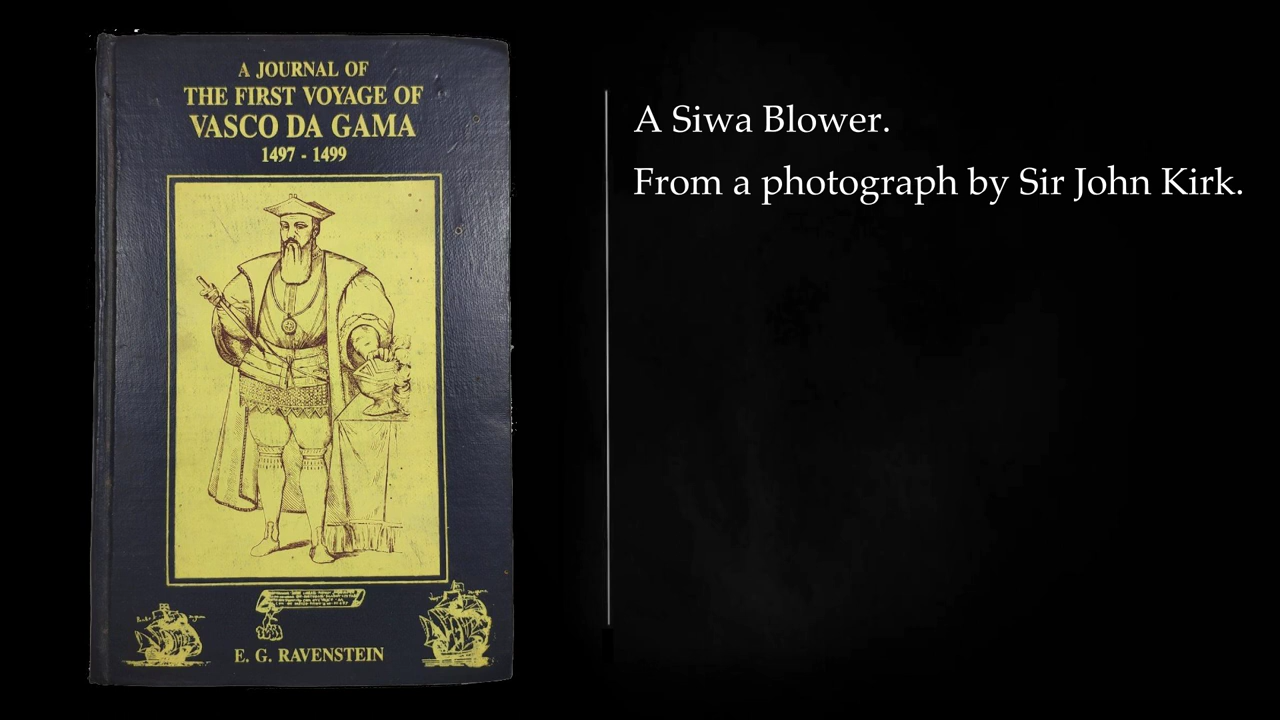 A JOURNAL OF
THE FIRST VOYAGE OF
VASCO DA GAMA
1497 - 1499
E. G. RAVENSTEIN
A Siwa Blower.
From a photograph by Sir John Kirk.